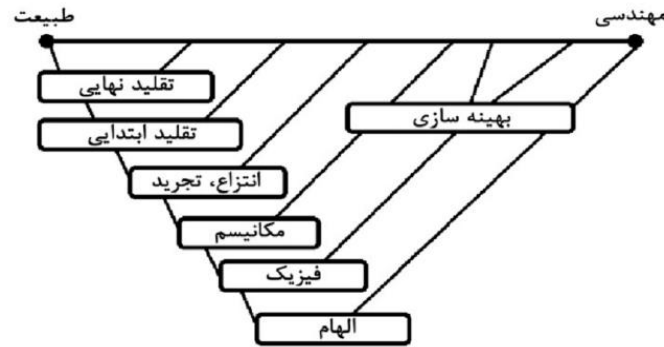 مهندسی
طبیعت
تقلید نهایی
تقلید ابتدایی
بهینه سازی
انتزاع، تجرید
مکانیسم
فیزیک
الهام